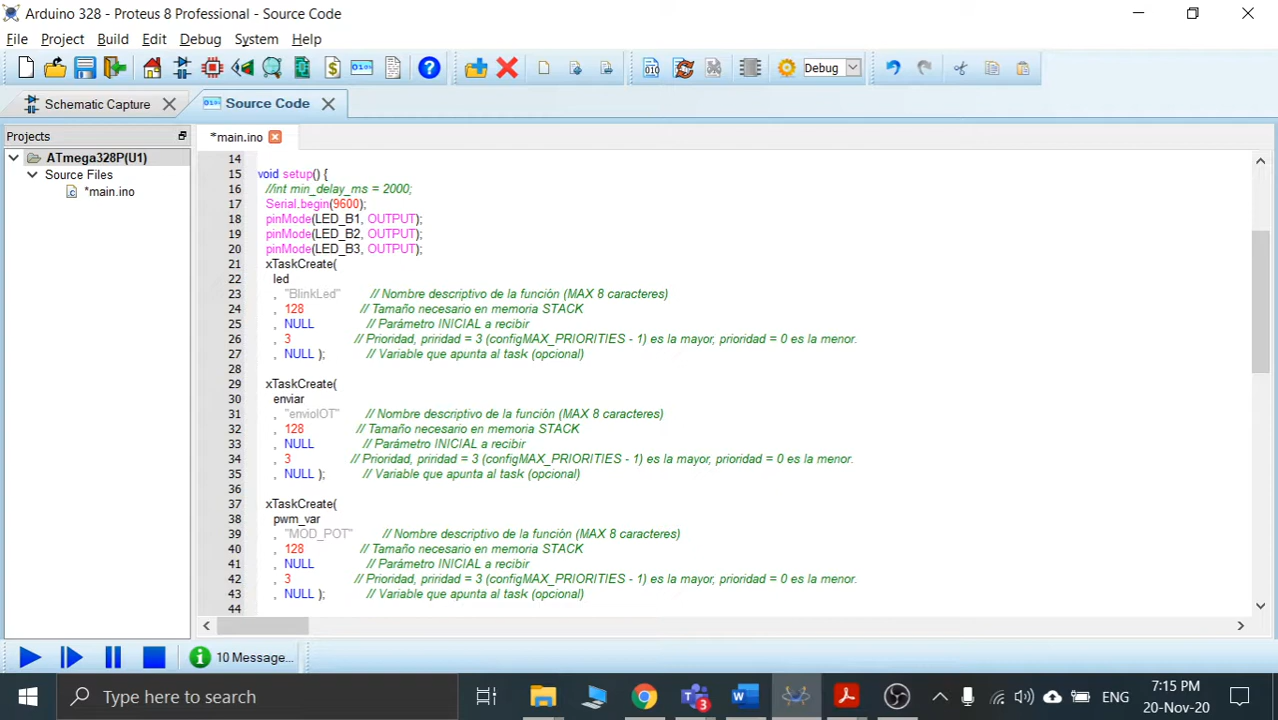 Arduino 328 - Proteus 8 Professional - Source Code
File Project Build Edit Debug System Help
Debug
Schematic Capture
Source Code
Projects
*main.ino
ATmega328P(U1)
Source Files
*main.ino
14
15 void setup() {
16 //int min_delay_ms = 2000;
17 Serial.begin(9600);
18 pinMode(LED_B1, OUTPUT);
19 pinMode(LED_B2, OUTPUT);
20 pinMode(LED_B3, OUTPUT);
21 xTaskCreate(
22 led
23 , "BlinkLed" // Nombre descriptivo de la función (MAX 8 caracteres)
24 , 128 // Tamaño necesario en memoria STACK
25 , NULL // Parámetro INICIAL a recibir
26 , 3 // Prioridad, priridad = 3 (configMAX_PRIORITIES - 1) es la mayor, prioridad = 0 es la menor.
27 , NULL ); // Variable que apunta al task (opcional)
28
29 xTaskCreate(
30 enviar
31 , "envioIOT" // Nombre descriptivo de la función (MAX 8 caracteres)
32 , 128 // Tamaño necesario en memoria STACK
33 , NULL // Parámetro INICIAL a recibir
34 , 3 // Prioridad, priridad = 3 (configMAX_PRIORITIES - 1) es la mayor, prioridad = 0 es la menor.
35 , NULL ); // Variable que apunta al task (opcional)
36
37 xTaskCreate(
38 pwm_var
39 , "MOD_POT" // Nombre descriptivo de la función (MAX 8 caracteres)
40 , 128 // Tamaño necesario en memoria STACK
41 , NULL // Parámetro INICIAL a recibir
42 , 3 // Prioridad, priridad = 3 (configMAX_PRIORITIES - 1) es la mayor, prioridad = 0 es la menor.
43 , NULL ); // Variable que apunta al task (opcional)
44
10 Message...
Type here to search
3
ENG
7:15 PM
20-Nov-20